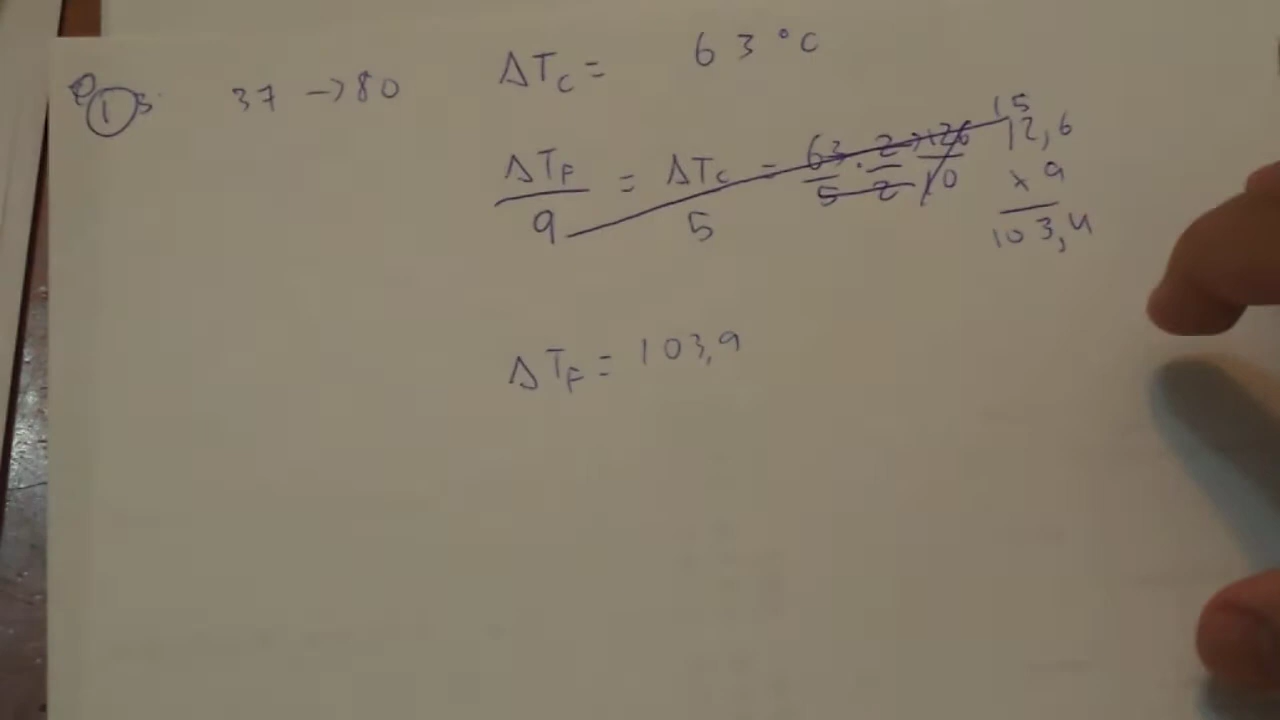 1 37 → 80 ΔTc = 63 °C
ΔTF / 9 = ΔTc / 5 = 63 / 5 . 2 / 2 → 126 / 10
15
12,6
x 9
103,4
ΔTF = 103,9